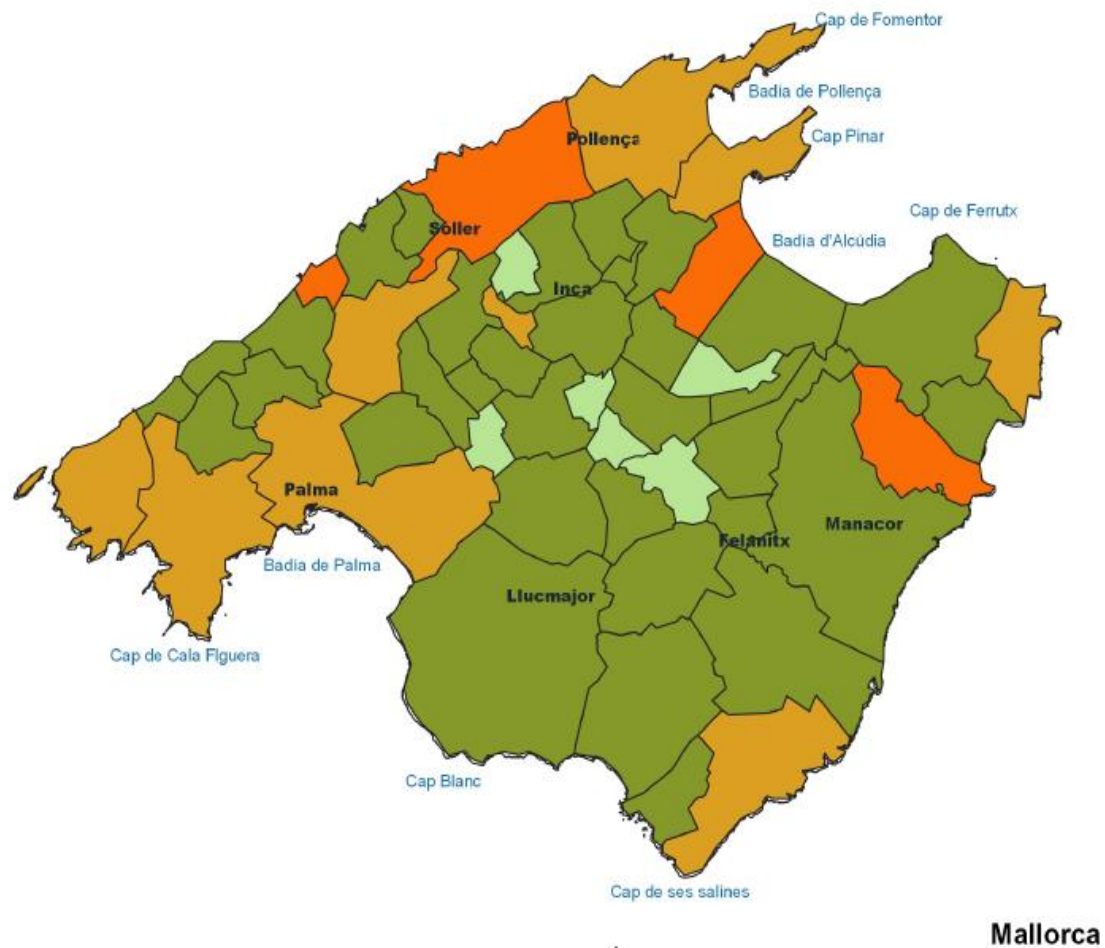 Cap de Fomentor
Badia de Pollença
Cap Pinar
Pollença
Cap de Ferrutx
Sóller
Badia d'Alcúdia
Inca
Palma
Manacor
Felanitx
Badia de Palma
Llucmajor
Cap de Cala FIguera
Cap Blanc
Cap de ses salines
Mallorca